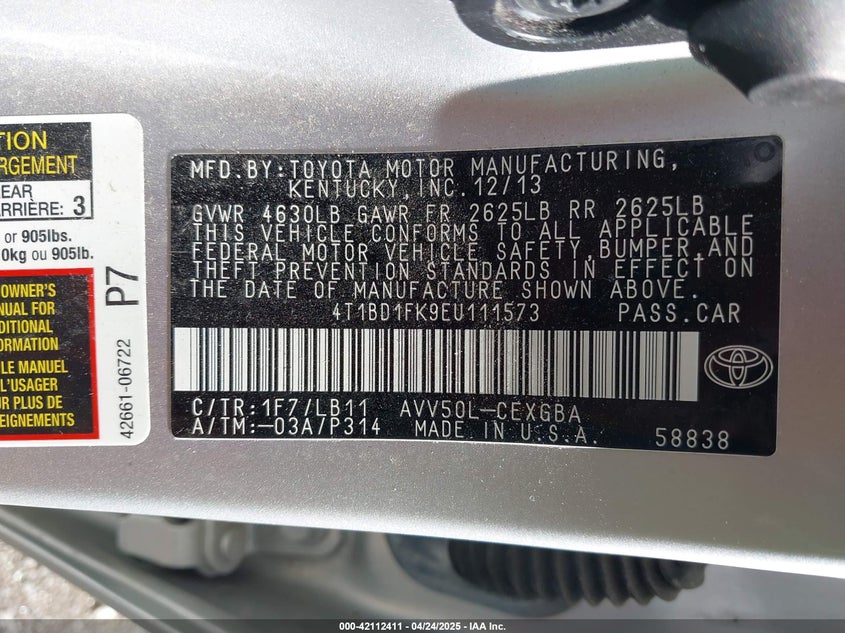 TION
RGEMENT
EAR
ARRIÈRE: 3
or 905lbs.
0kg ou 905lb.
OWNER'S
NUAL FOR
DITIONAL
ORMATION
LE MANUEL
L'USAGER
UR PLUS DE
EIGNEMENTS
P7
42661-06722
MFD.BY:TOYOTA MOTOR MANUFACTURING,
KENTUCKY, INC.12/13
GVWR 4630LB GAWR FR 2625LB RR 2625LB
THIS VEHICLE CONFORMS TO ALL APPLICABLE
FEDERAL MOTOR VEHICLE SAFETY,BUMPER,AND
THEFT PREVENTION STANDARDS IN EFFECT ON
THE DATE OF MANUFACTURE SHOWN ABOVE.
4T1BD1FK9EU111573 PASS.CAR
C/TR:1F7/LB11 AVV50L-CEXGBA
A/TM:-03A/P314 MADE IN U.S.A. 58838
000-42112411 - 04/24/2025 - IAA Inc.